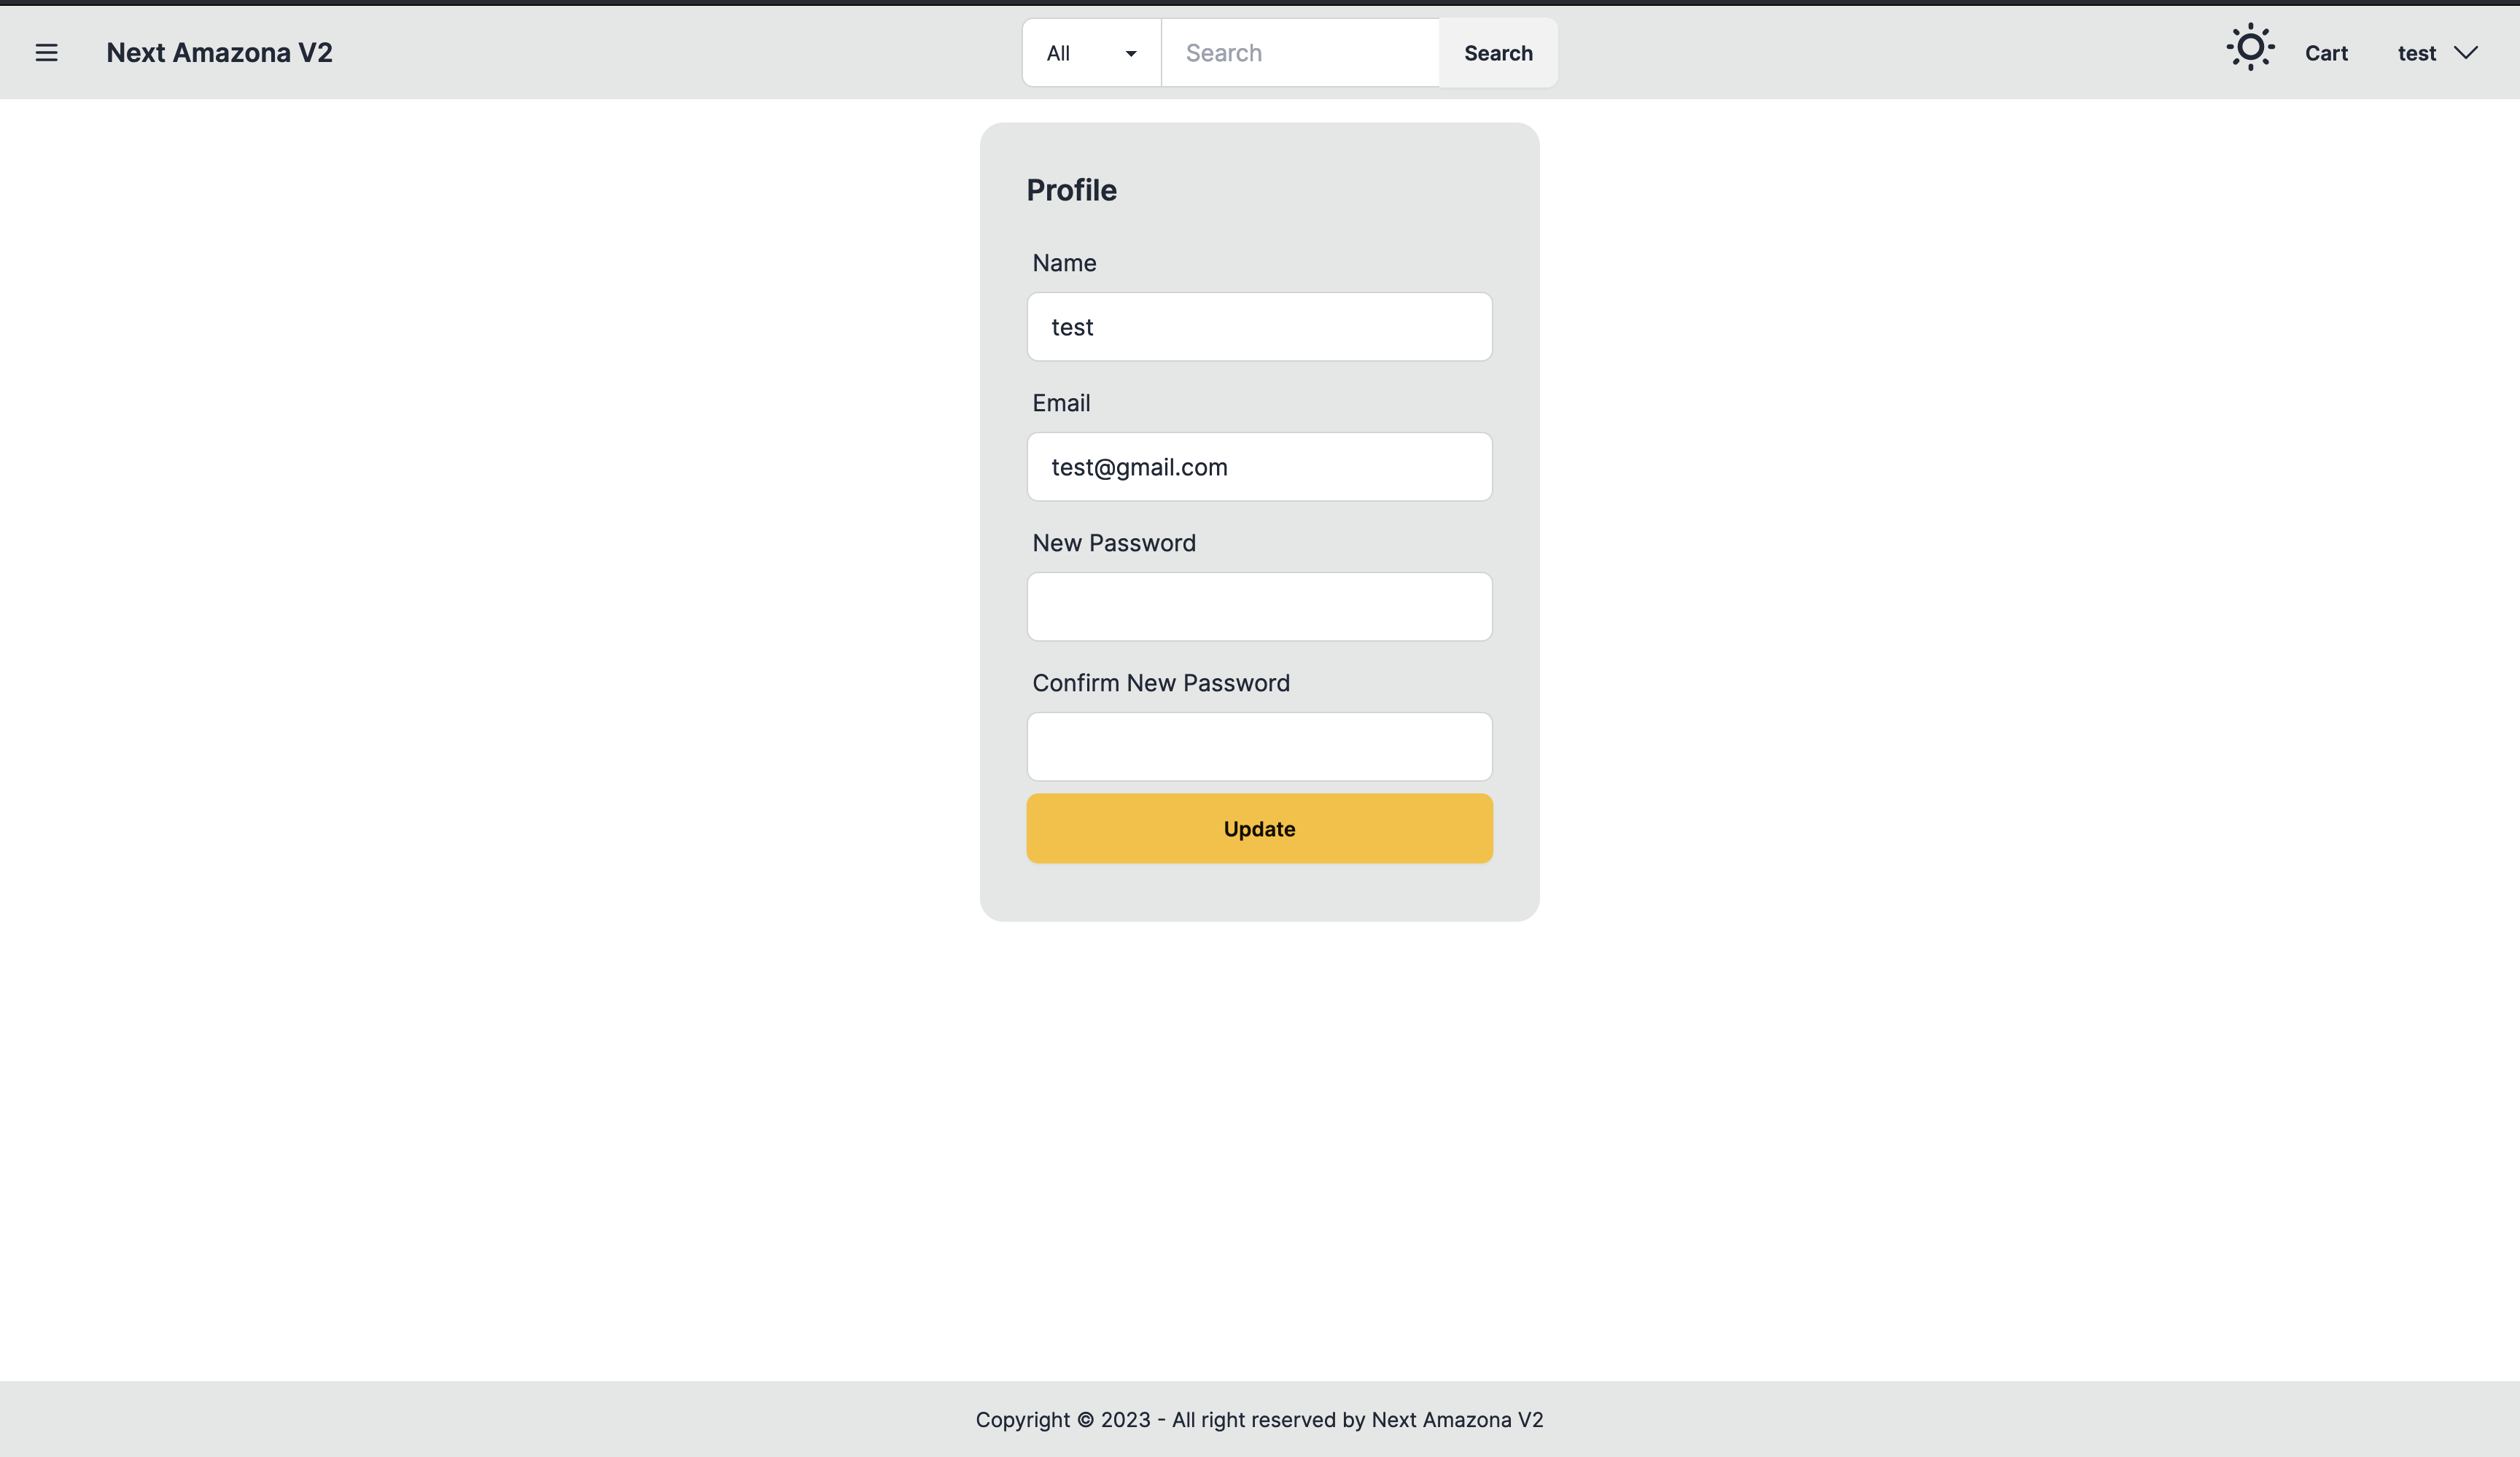 Next Amazona V2
All
Search
Search
Cart
test
Profile
Name
test
Email
test@gmail.com
New Password
Confirm New Password
Update
Copyright © 2023 - All right reserved by Next Amazona V2